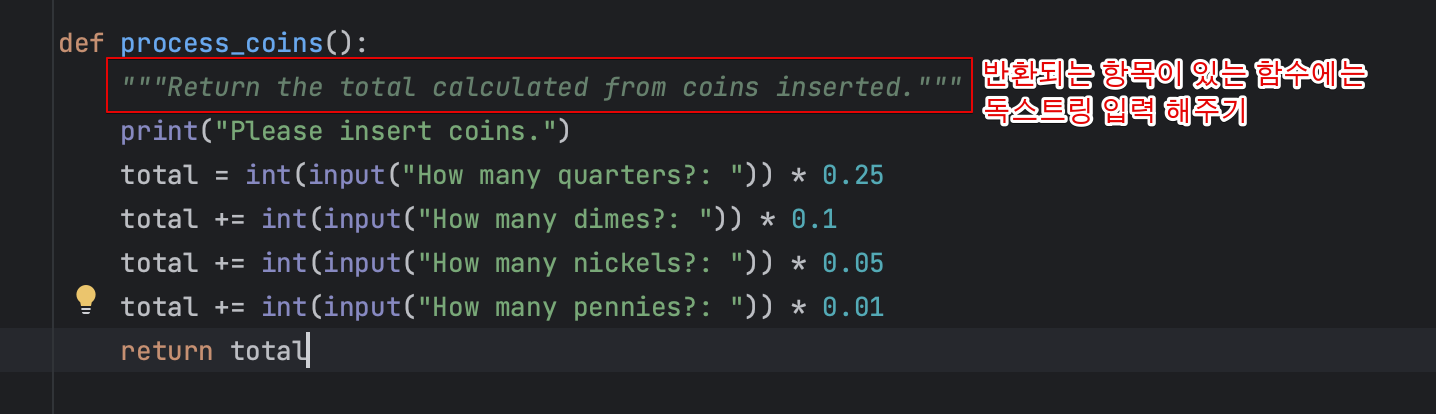 def process_coins():
    """Return the total calculated from coins inserted."""
반환되는 항목이 있는 함수에는
독스트링 입력 해주기
    print("Please insert coins.")
    total = int(input("How many quarters?: ")) * 0.25
    total += int(input("How many dimes?: ")) * 0.1
    total += int(input("How many nickels?: ")) * 0.05
    total += int(input("How many pennies?: ")) * 0.01
    return total